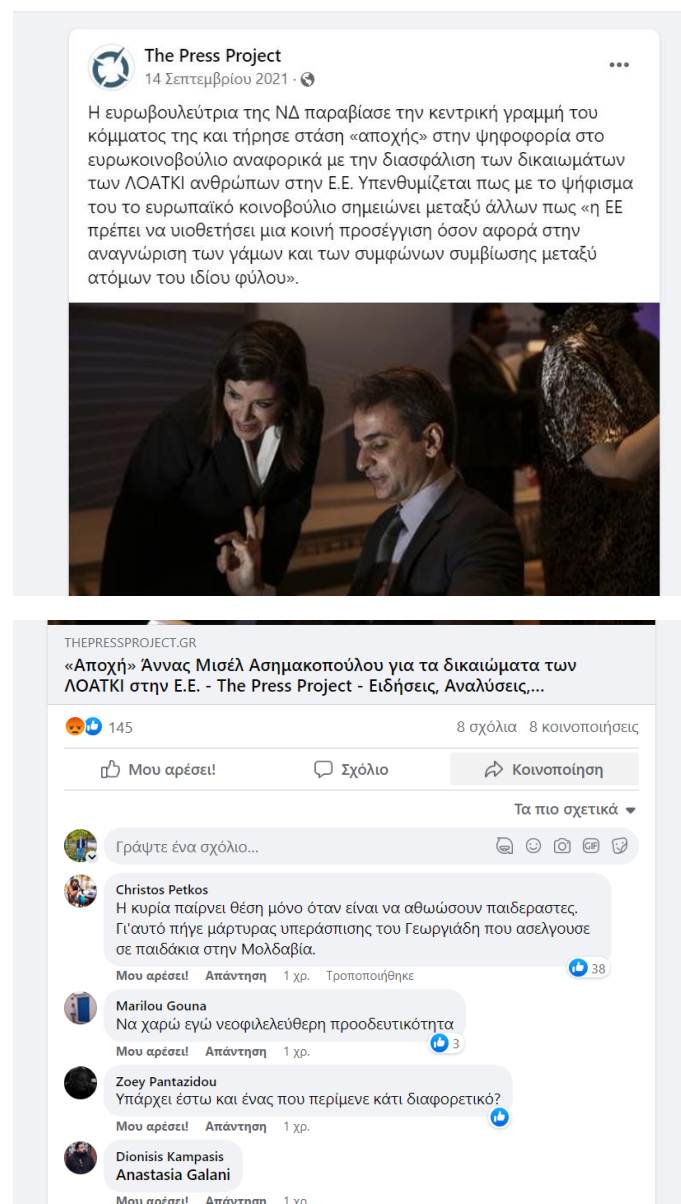 The Press Project
14 Σεπτεμβρίου 2021 ·
Η ευρωβουλεύτρια της ΝΔ παραβίασε την κεντρική γραμμή του
κόμματος της και τήρησε στάση «αποχής» στην ψηφοφορία στο
ευρωκοινοβούλιο αναφορικά με την διασφάλιση των δικαιωμάτων
των ΛΟΑΤΚΙ ανθρώπων στην Ε.Ε. Υπενθυμίζεται πως με το ψήφισμα
του το ευρωπαϊκό κοινοβούλιο σημειώνει μεταξύ άλλων πως «η ΕΕ
πρέπει να υιοθετήσει μια κοινή προσέγγιση όσον αφορά στην
αναγνώριση των γάμων και των συμφώνων συμβίωσης μεταξύ
ατόμων του ιδίου φύλου».
THEPRESSPROJECT.GR
«Αποχή» Άννας Μισέλ Ασημακοπούλου για τα δικαιώματα των
ΛΟΑΤΚΙ στην Ε.Ε. - The Press Project - Ειδήσεις, Αναλύσεις,...
145
8 σχόλια 8 κοινοποιήσεις
Μου αρέσει! Σχόλιο Κοινοποίηση
Τα πιο σχετικά
Γράψτε ένα σχόλιο...
GIF
Christos Petkos
Η κυρία παίρνει θέση μόνο όταν είναι να αθωώσουν παιδεραστες.
Γι'αυτό πήγε μάρτυρας υπεράσπισης του Γεωργιάδη που ασελγουσε
σε παιδάκια στην Μολδαβία.
38
Μου αρέσει! Απάντηση 1 χρ. Τροποποιήθηκε
Marilou Gouna
Να χαρώ εγώ νεοφιλελεύθερη προοδευτικότητα
3
Μου αρέσει! Απάντηση 1 χρ.
Zoey Pantazidou
Υπάρχει έστω και ένας που περίμενε κάτι διαφορετικό?
Μου αρέσει! Απάντηση 1 χρ.
Dionisis Kampasis
Anastasia Galani
Μου αρέσει! Απάντηση 1 χρ.